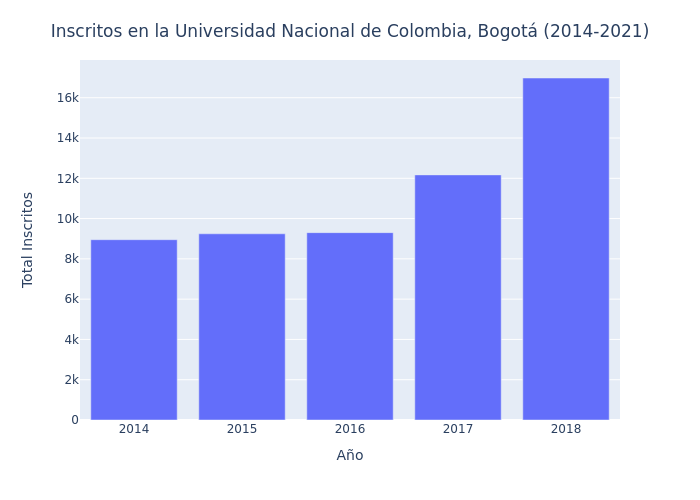 Inscritos en la Universidad Nacional de Colombia, Bogotá (2014-2021)
Total Inscritos
16k
14k
12k
10k
8k
6k
4k
2k
0
2014 2015 2016 2017 2018
Año